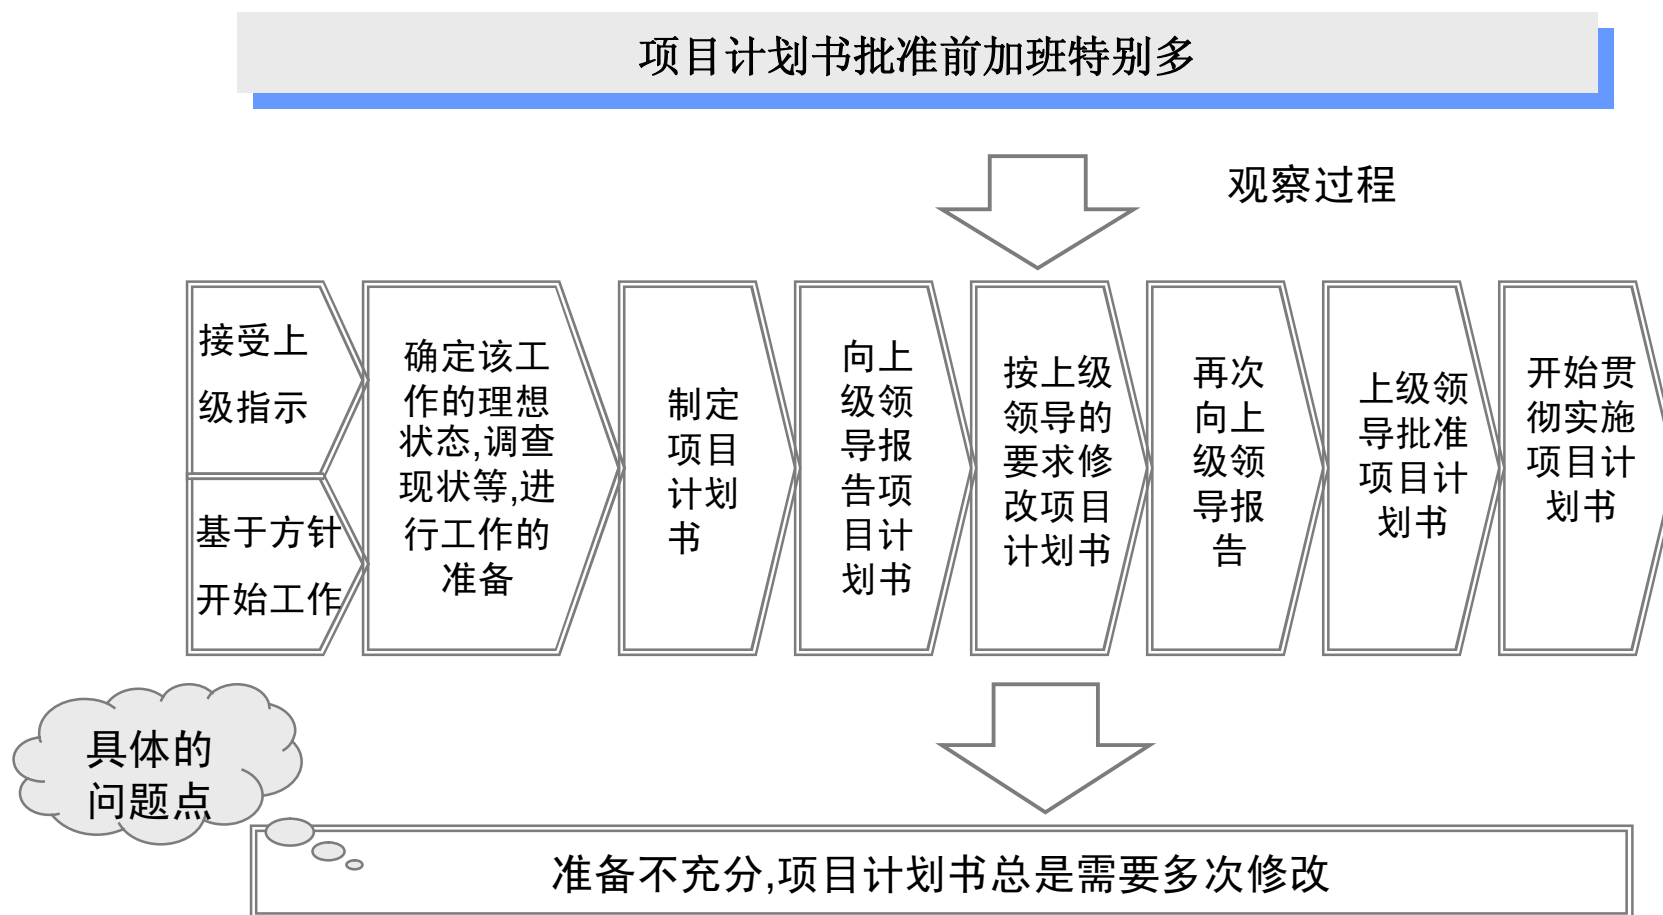 项目计划书批准前加班特别多
观察过程
接受上
级指示
基于方针
开始工作
确定该工
作的理想
状态,调查
现状等,进
行工作的
准备
制定
项目
计划
书
向上
级领
导报
告项
目计
划书
按上级
领导的
要求修
改项目
计划书
再次
向上
级领
导报
告
上级领
导批准
项目计
划书
开始贯
彻实施
项目计
划书
具体的
问题点
准备不充分,项目计划书总是需要多次修改